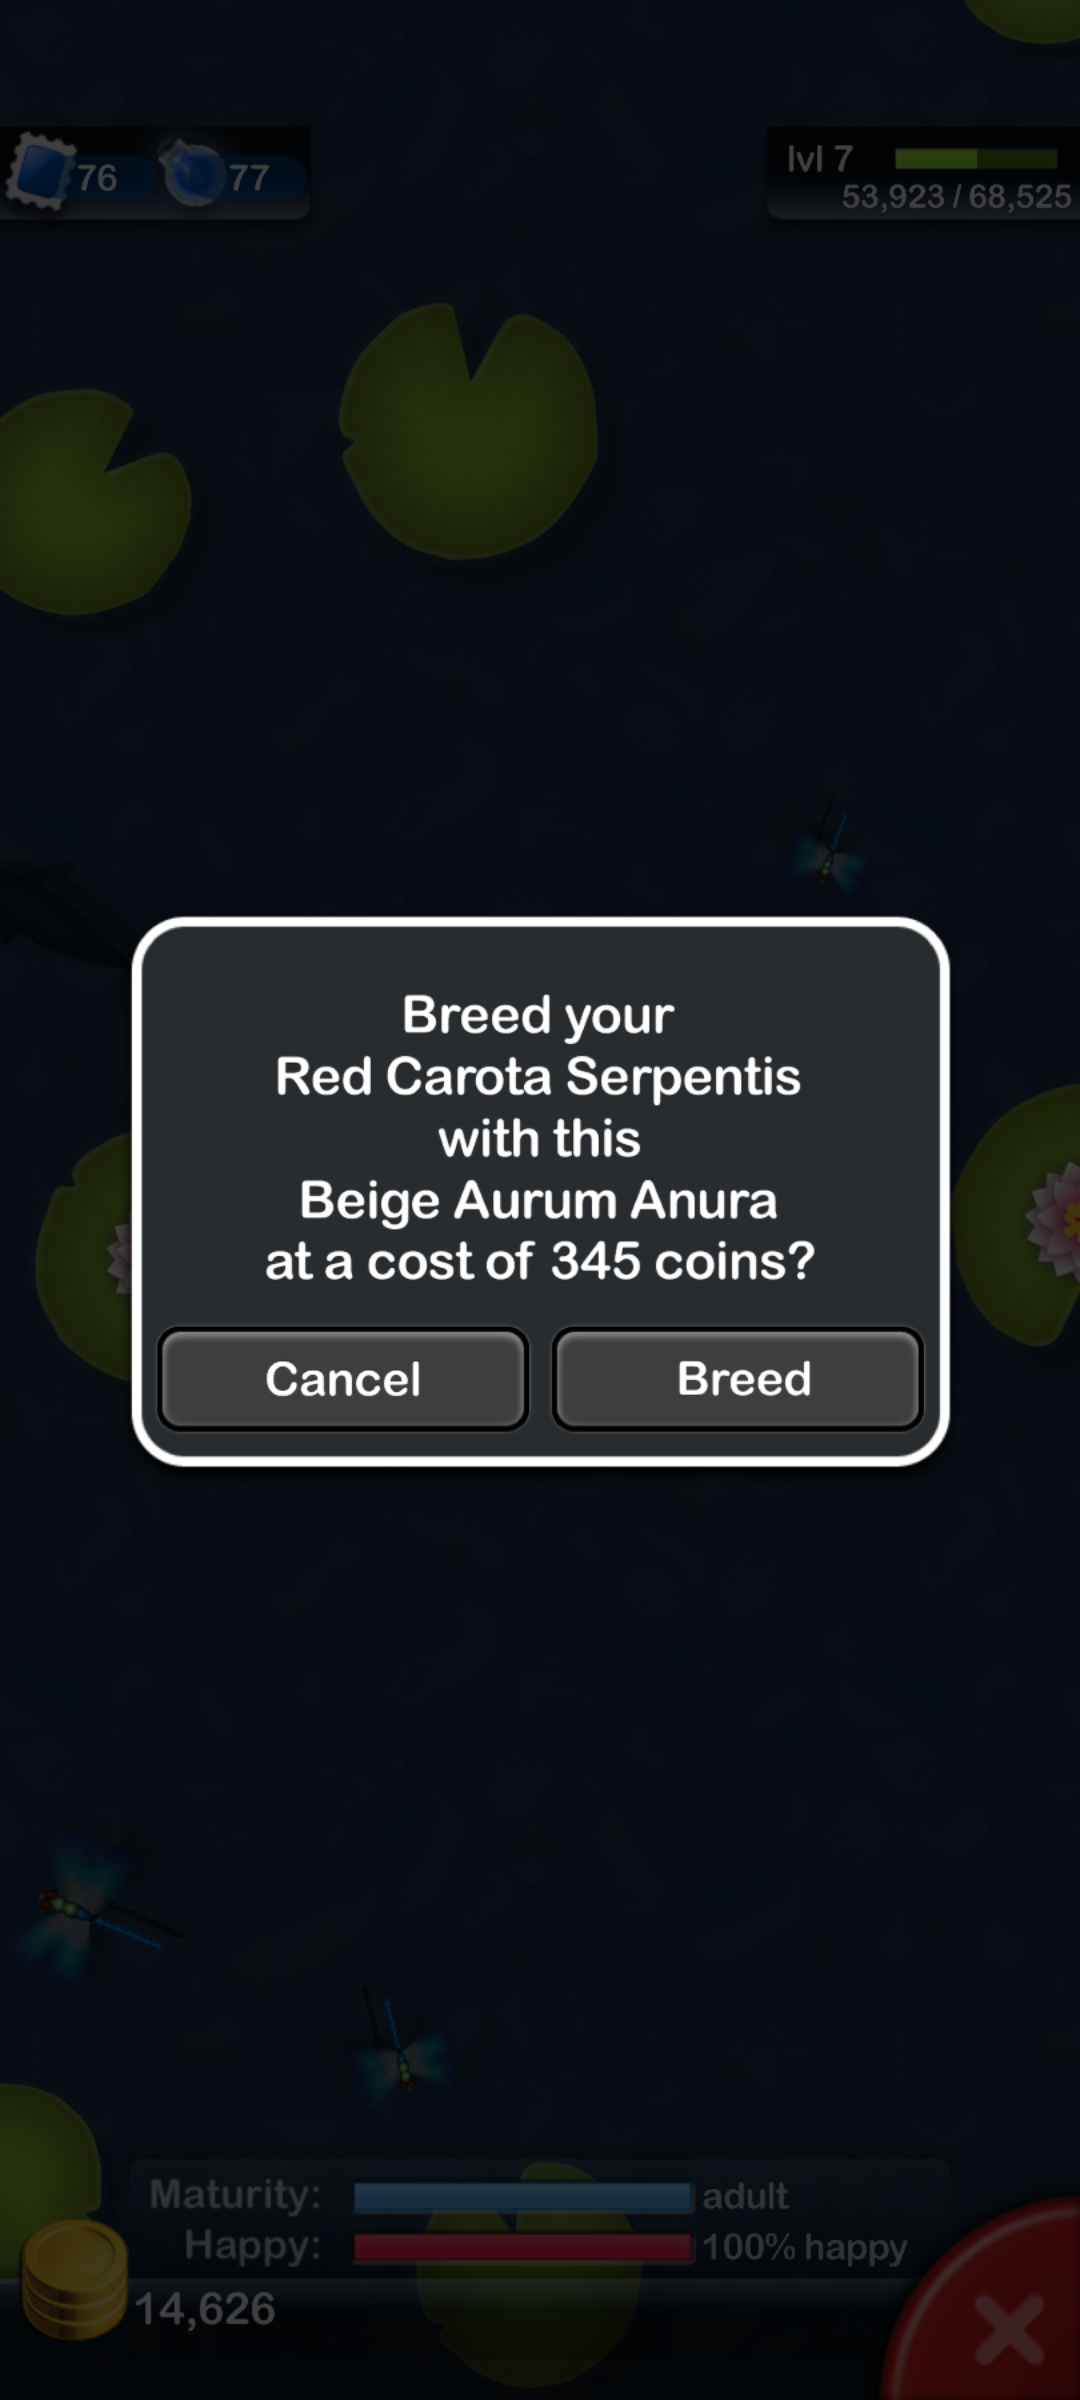 76 77
lvl 7
53,923 / 68,525
Breed your
Red Carota Serpentis
with this
Beige Aurum Anura
at a cost of 345 coins?
Cancel Breed
Maturity: adult
Happy: 100% happy
14,626